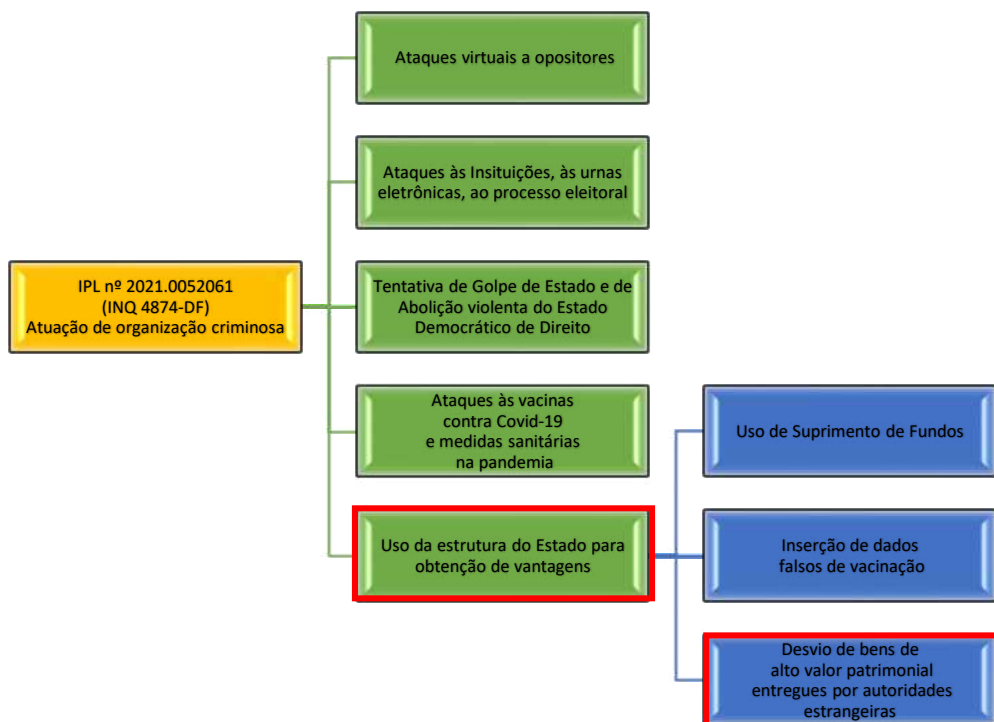 Ataques virtuais a opositores
Ataques às Insituições, às urnas
eletrônicas, ao processo eleitoral
IPL nº 2021.0052061
(INQ 4874-DF)
Atuação de organização criminosa
Tentativa de Golpe de Estado e de
Abolição violenta do Estado
Democrático de Direito
Ataques às vacinas
contra Covid-19
e medidas sanitárias
na pandemia
Uso da estrutura do Estado para
obtenção de vantagens
Uso de Suprimento de Fundos
Inserção de dados
falsos de vacinação
Desvio de bens de
alto valor patrimonial
entregues por autoridades
estrangeiras